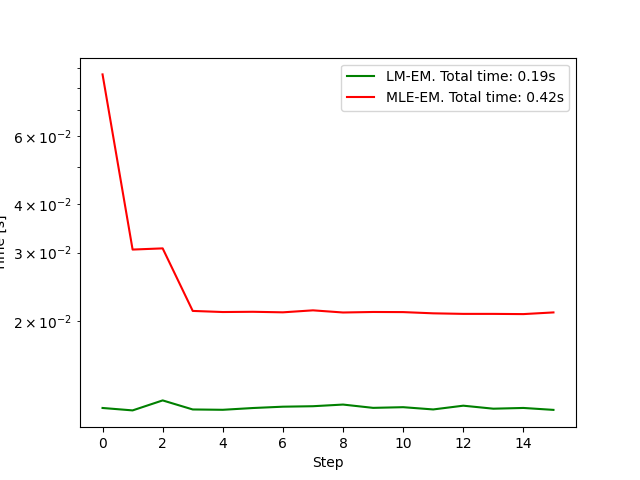 LM-EM. Total time: 0.19s
MLE-EM. Total time: 0.42s
6 × 10⁻²
4 × 10⁻²
3 × 10⁻²
2 × 10⁻²
[s]
0 2 4 6 8 10 12 14
Step